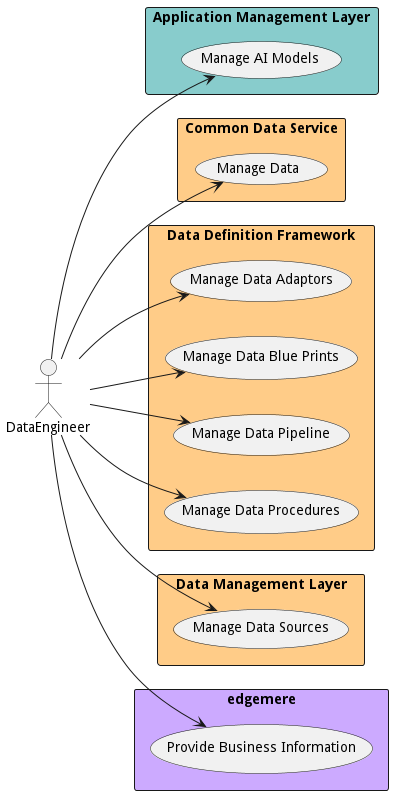 Application Management Layer
Manage AI Models
Common Data Service
Manage Data
Data Definition Framework
Manage Data Adaptors
Manage Data Blue Prints
Manage Data Pipeline
Manage Data Procedures
DataEngineer
Data Management Layer
Manage Data Sources
edgemere
Provide Business Information